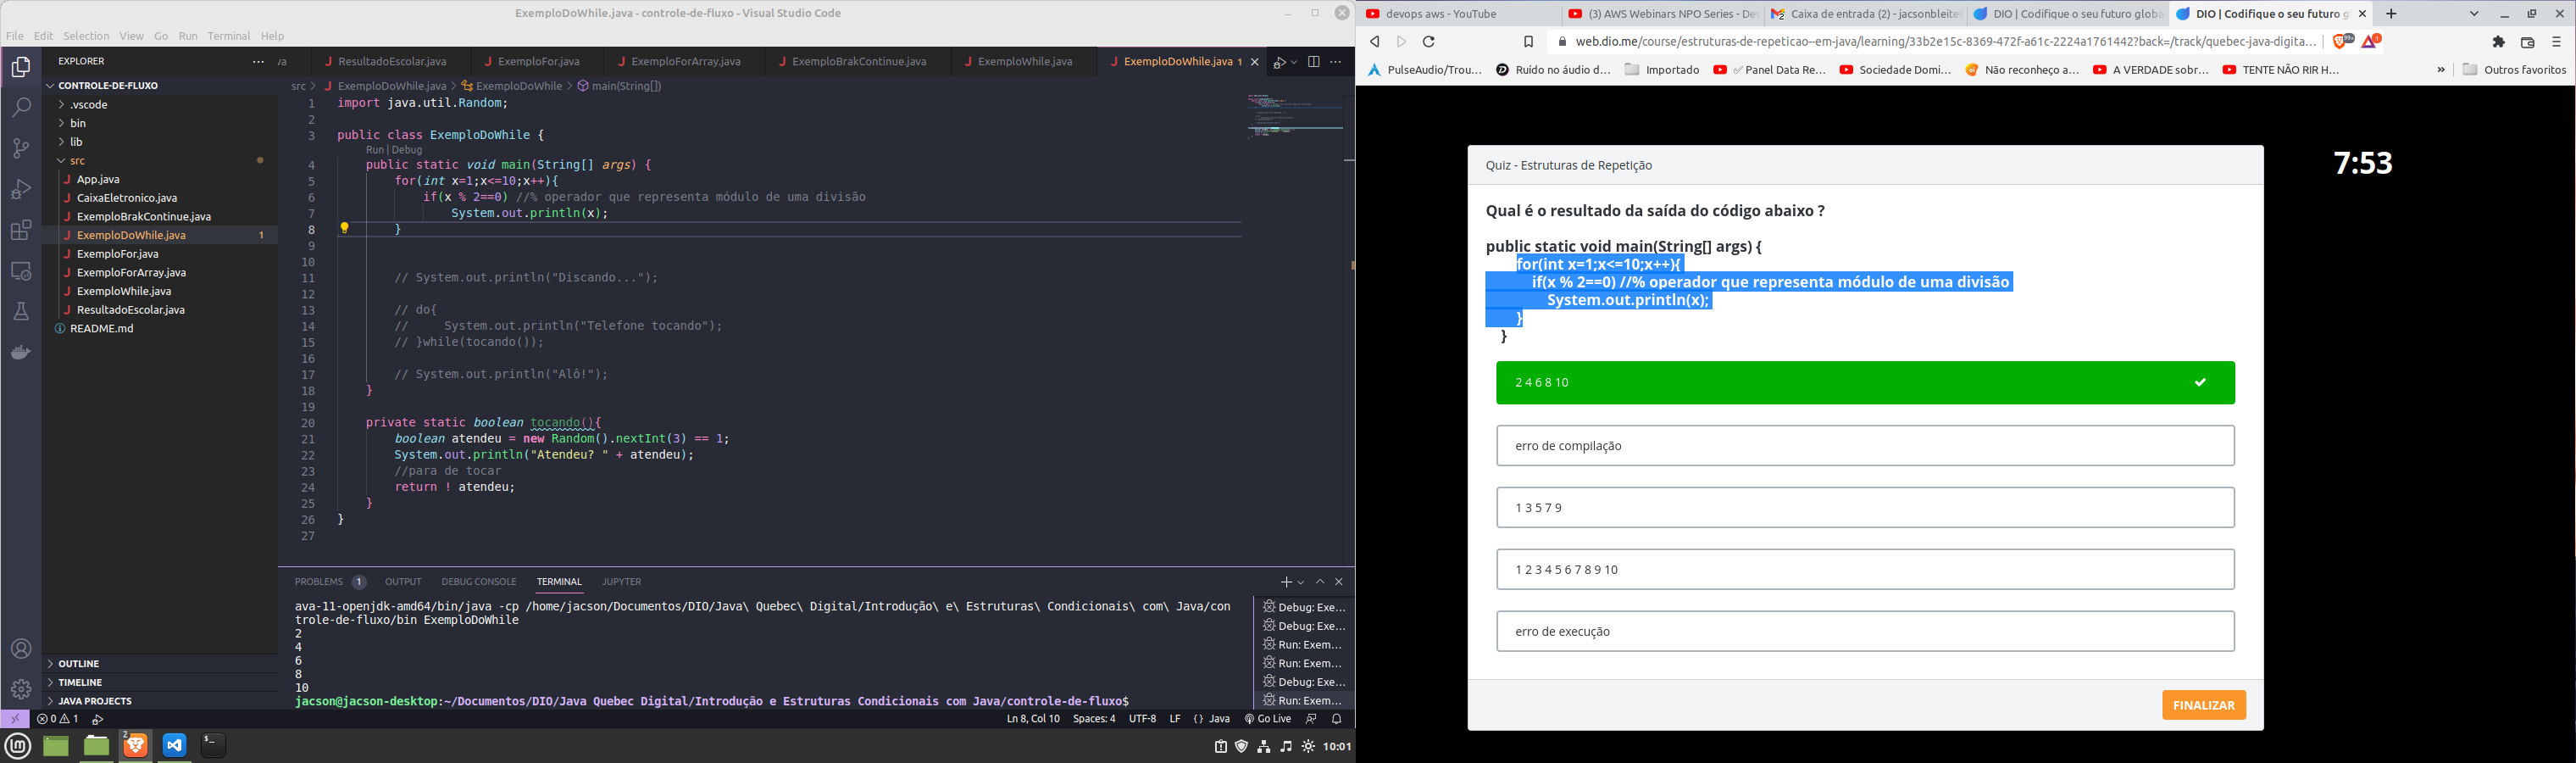 ExemploDoWhile.java - controle-de-fluxo - Visual Studio Code
File Edit Selection View Go Run Terminal Help
EXPLORER
CONTROLE-DE-FLUXO
.vscode
bin
lib
src
App.java
CaixaEletronico.java
ExemploBrakContinue.java
ExemploDoWhile.java 1
ExemploFor.java
ExemploForArray.java
ExemploWhile.java
ResultadoEscolar.java
README.md
OUTLINE
TIMELINE
JAVA PROJECTS
va ResultadoEscolar.java ExemploFor.java ExemploForArray.java ExemploBrakContinue.java ExemploWhile.java ExemploDoWhile.java 1
src > ExemploDoWhile.java > ExemploDoWhile > main(String[])
1 import java.util.Random;
2
3 public class ExemploDoWhile {
Run | Debug
4 public static void main(String[] args) {
5 for(int x=1;x<=10;x++){
6 if(x % 2==0) //% operador que representa módulo de uma divisão
7 System.out.println(x);
8 }
9
10
11 // System.out.println("Discando...");
12
13 // do{
14 // System.out.println("Telefone tocando");
15 // }while(tocando());
16
17 // System.out.println("Alô!");
18 }
19
20 private static boolean tocando(){
21 boolean atendeu = new Random().nextInt(3) == 1;
22 System.out.println("Atendeu? " + atendeu);
23 //para de tocar
24 return ! atendeu;
25 }
26 }
27
PROBLEMS 1 OUTPUT DEBUG CONSOLE TERMINAL JUPYTER
ava-11-openjdk-amd64/bin/java -cp /home/jacson/Documentos/DIO/Java\ Quebec\ Digital/Introdução\ e\ Estruturas\ Condicionais\ com\ Java/con
trole-de-fluxo/bin ExemploDoWhile
2
4
6
8
10
jacson@jacson-desktop:~/Documentos/DIO/Java Quebec Digital/Introdução e Estruturas Condicionais com Java/controle-de-fluxo$
Debug: Exe...
Debug: Exe...
Run: Exem...
Run: Exem...
Debug: Exe...
Run: Exem...
0 1 Ln 8, Col 10 Spaces: 4 UTF-8 LF {} Java Go Live
2 10:01
devops aws - YouTube (3) AWS Webinars NPO Series - De Caixa de entrada (2) - jacsonbleite DIO | Codifique o seu futuro globa DIO | Codifique o seu futuro g
web.dio.me/course/estruturas-de-repeticao--em-java/learning/33b2e15c-8369-472f-a61c-2224a1761442?back=/track/quebec-java-digita... 99+ 1
PulseAudio/Trou... Ruído no áudio d... Importado Panel Data Re... Sociedade Domi... Não reconheço a... A VERDADE sobr... TENTE NÃO RIR H... » Outros favoritos
Quiz - Estruturas de Repetição
7:53
Qual é o resultado da saída do código abaixo ?
public static void main(String[] args) {
for(int x=1;x<=10;x++){
if(x % 2==0) //% operador que representa módulo de uma divisão
System.out.println(x);
}
}
2 4 6 8 10
erro de compilação
1 3 5 7 9
1 2 3 4 5 6 7 8 9 10
erro de execução
FINALIZAR